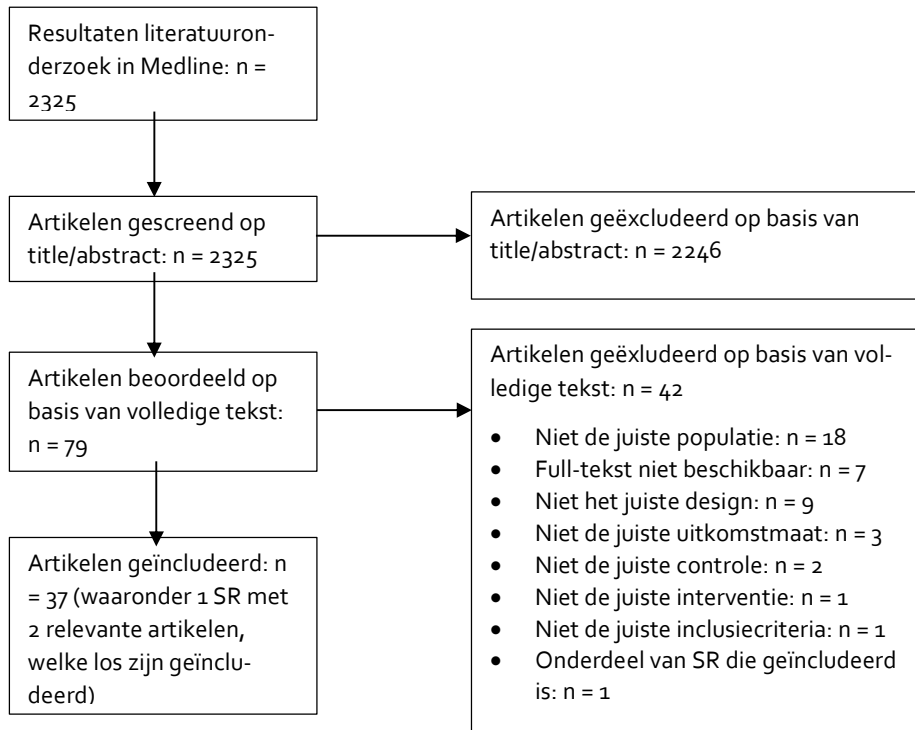 Resultaten literatuuron-
derzoek in Medline: n =
2325
Artikelen gescreend op
title/abstract: n = 2325
Artikelen geëxcludeerd op basis van
title/abstract: n = 2246
Artikelen beoordeeld op
basis van volledige tekst:
n = 79
Artikelen geëxludeerd op basis van vol-
ledige tekst: n = 42
• Niet de juiste populatie: n = 18
• Full-tekst niet beschikbaar: n = 7
• Niet het juiste design: n = 9
• Niet de juiste uitkomstmaat: n = 3
• Niet de juiste controle: n = 2
• Niet de juiste interventie: n = 1
• Niet de juiste inclusiecriteria: n = 1
• Onderdeel van SR die geïncludeerd
is: n = 1
Artikelen geïncludeerd: n
= 37 (waaronder 1 SR met
2 relevante artikelen,
welke los zijn geïnclu-
deerd)